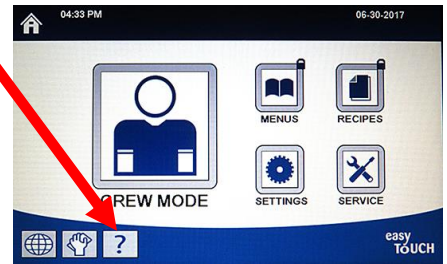 04:33 PM
06-30-2017
MENUS
RECIPES
CREW MODE
SETTINGS
SERVICE
?
easy
TOUCH